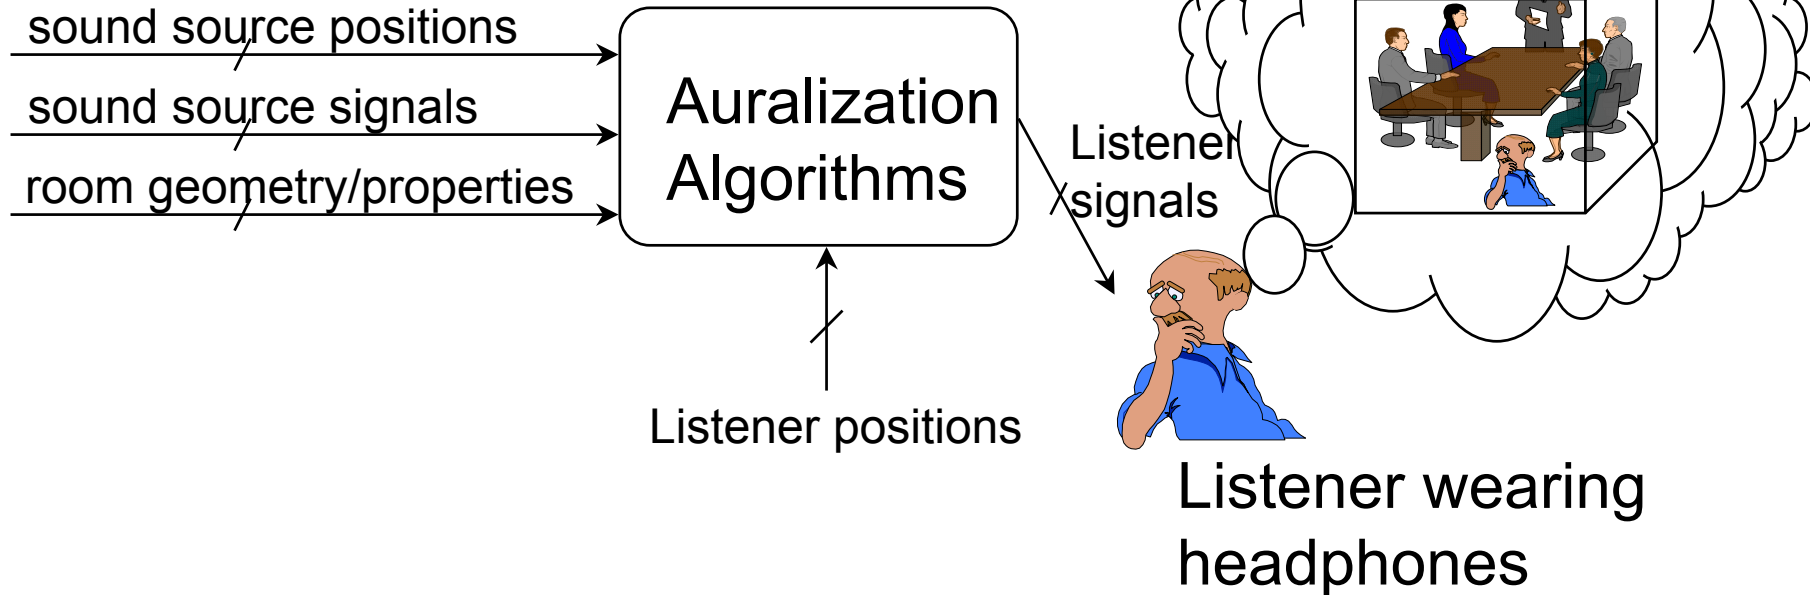 sound source positions
sound source signals
room geometry/properties
Auralization
Algorithms
Listener
signals
Listener positions
Listener wearing
headphones